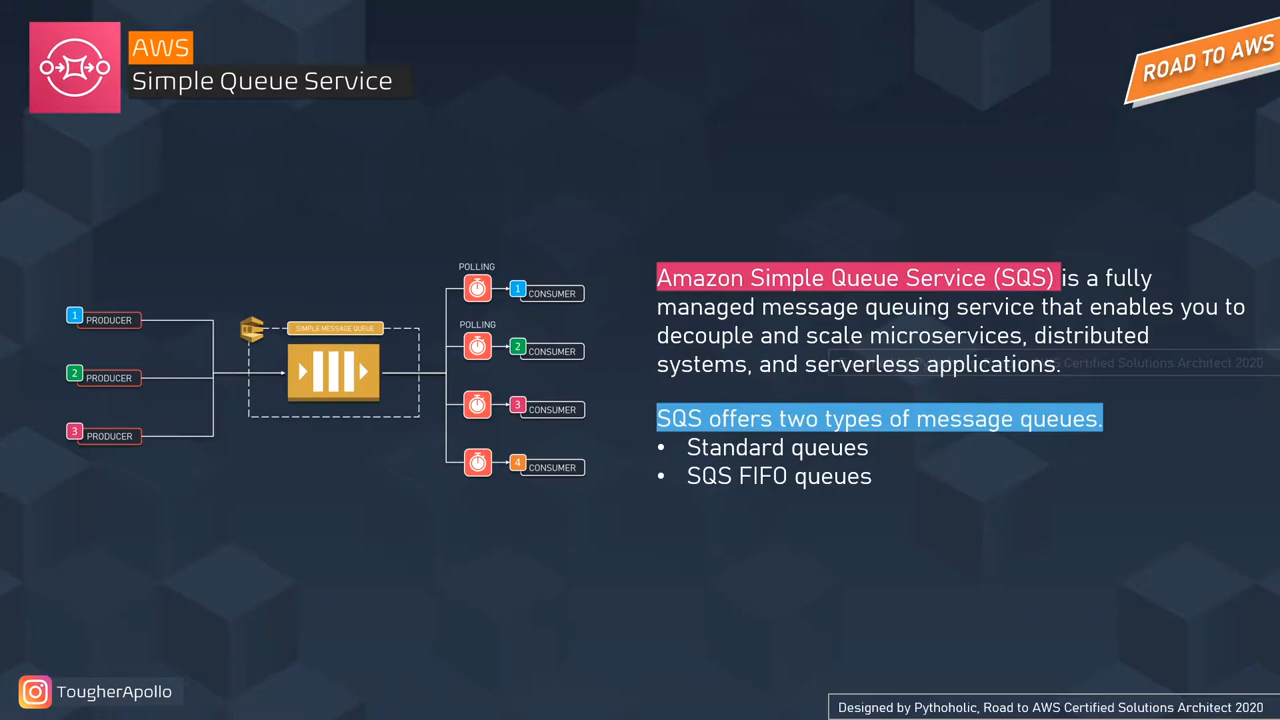 AWS
Simple Queue Service
ROAD TO AWS
POLLING
1
CONSUMER
1
PRODUCER
SIMPLE MESSAGE QUEUE
POLLING
2
CONSUMER
2
PRODUCER
3
CONSUMER
3
PRODUCER
4
CONSUMER
Amazon Simple Queue Service (SQS) is a fully
managed message queuing service that enables you to
decouple and scale microservices, distributed
systems, and serverless applications.
AWS Certified Solutions Architect 2020
SQS offers two types of message queues.
• Standard queues
• SQS FIFO queues
TougherApollo
Designed by Pythoholic, Road to AWS Certified Solutions Architect 2020